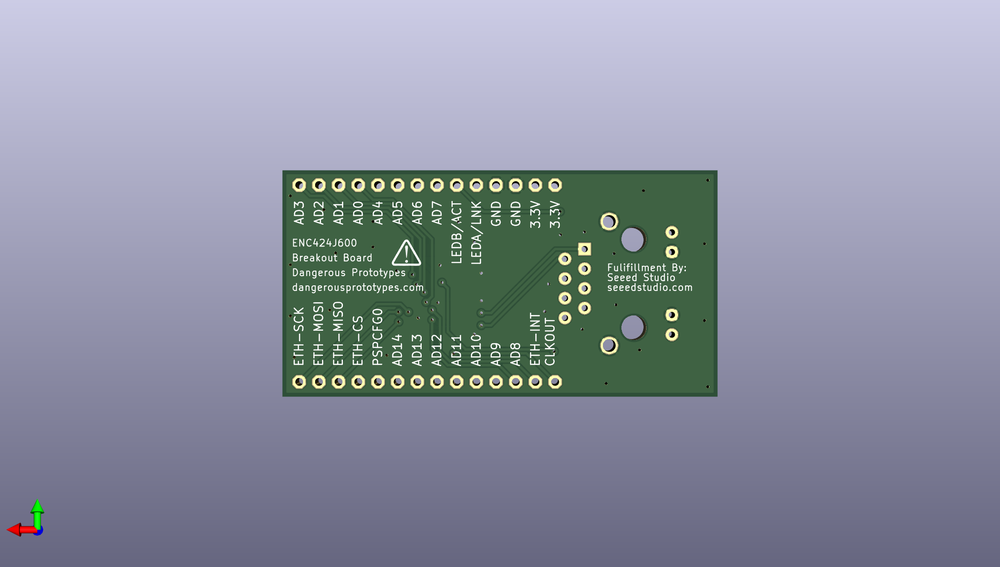 AD3
AD2
AD1
AD0
AD4
AD5
AD6
AD7
LEDB/ACT
LEDA/LNK
GND
GND
3.3V
3.3V
ENC424J600
Breakout Board
Dangerous Prototypes
dangerousprototypes.com
Fulifillment By:
Seeed Studio
seeedstudio.com
ETH-SCK
ETH-MOSI
ETH-MISO
ETH-CS
PSPCFG0
AD14
AD13
AD12
AD11
AD10
AD9
AD8
ETH-INT
CLKOUT